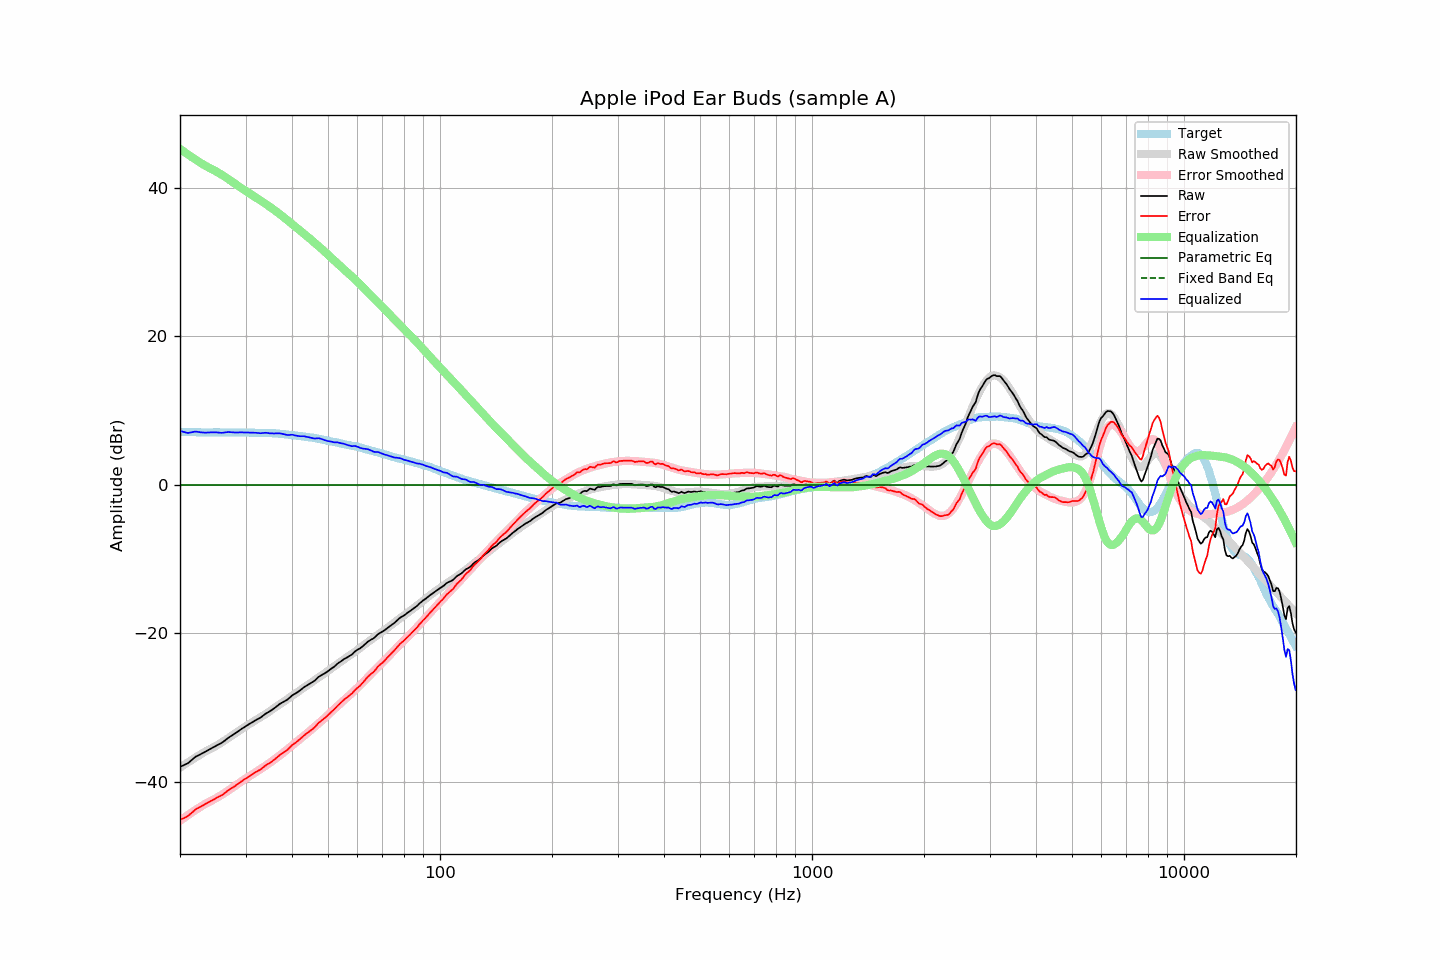 Apple iPod Ear Buds (sample A)
Target
Raw Smoothed
Error Smoothed
Raw
Error
Equalization
Parametric Eq
Fixed Band Eq
Equalized
Amplitude (dBr)
40
20
0
−20
−40
100
1000
10000
Frequency (Hz)